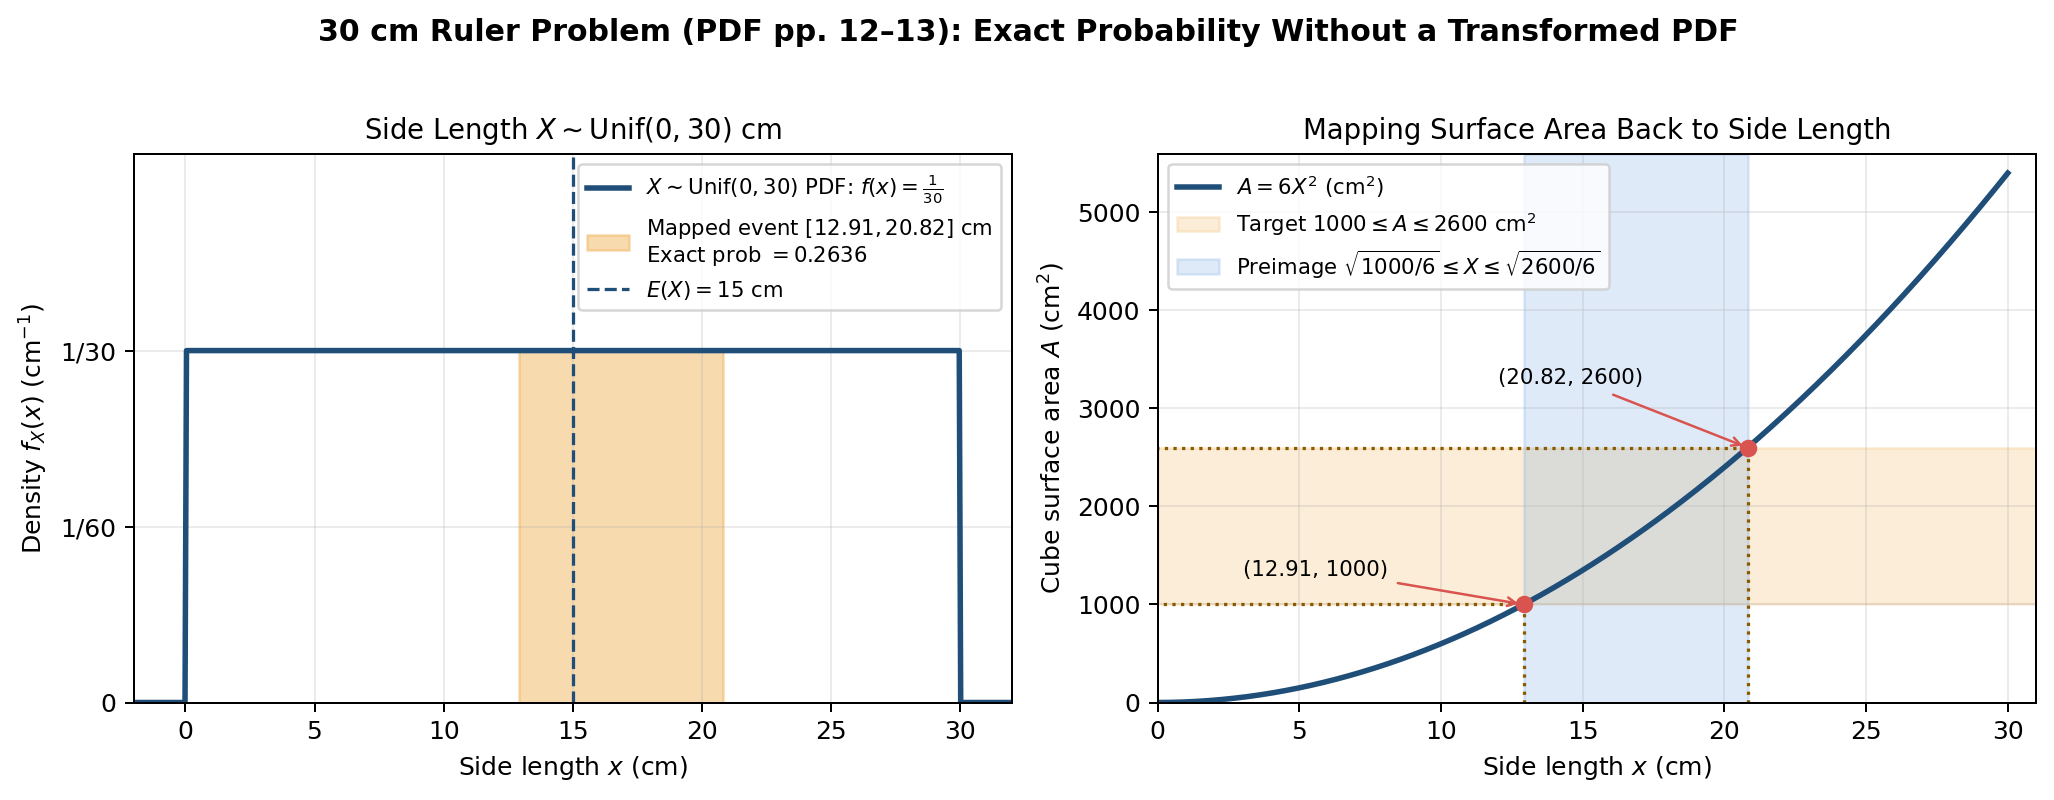 30 cm Ruler Problem (PDF pp. 12–13): Exact Probability Without a Transformed PDF
Side Length X ∼ Unif(0, 30) cm
X ∼ Unif(0, 30) PDF: f(x) = 1/30
Mapped event [12.91, 20.82] cm
Exact prob = 0.2636
E(X) = 15 cm
Density f_X(x) (cm⁻¹)
1/30
1/60
0
0 5 10 15 20 25 30
Side length x (cm)
Mapping Surface Area Back to Side Length
A = 6X² (cm²)
Target 1000 ≤ A ≤ 2600 cm²
Preimage √1000/6 ≤ X ≤ √2600/6
Cube surface area A (cm²)
5000
4000
3000
2000
1000
0
(20.82, 2600)
(12.91, 1000)
0 5 10 15 20 25 30
Side length x (cm)